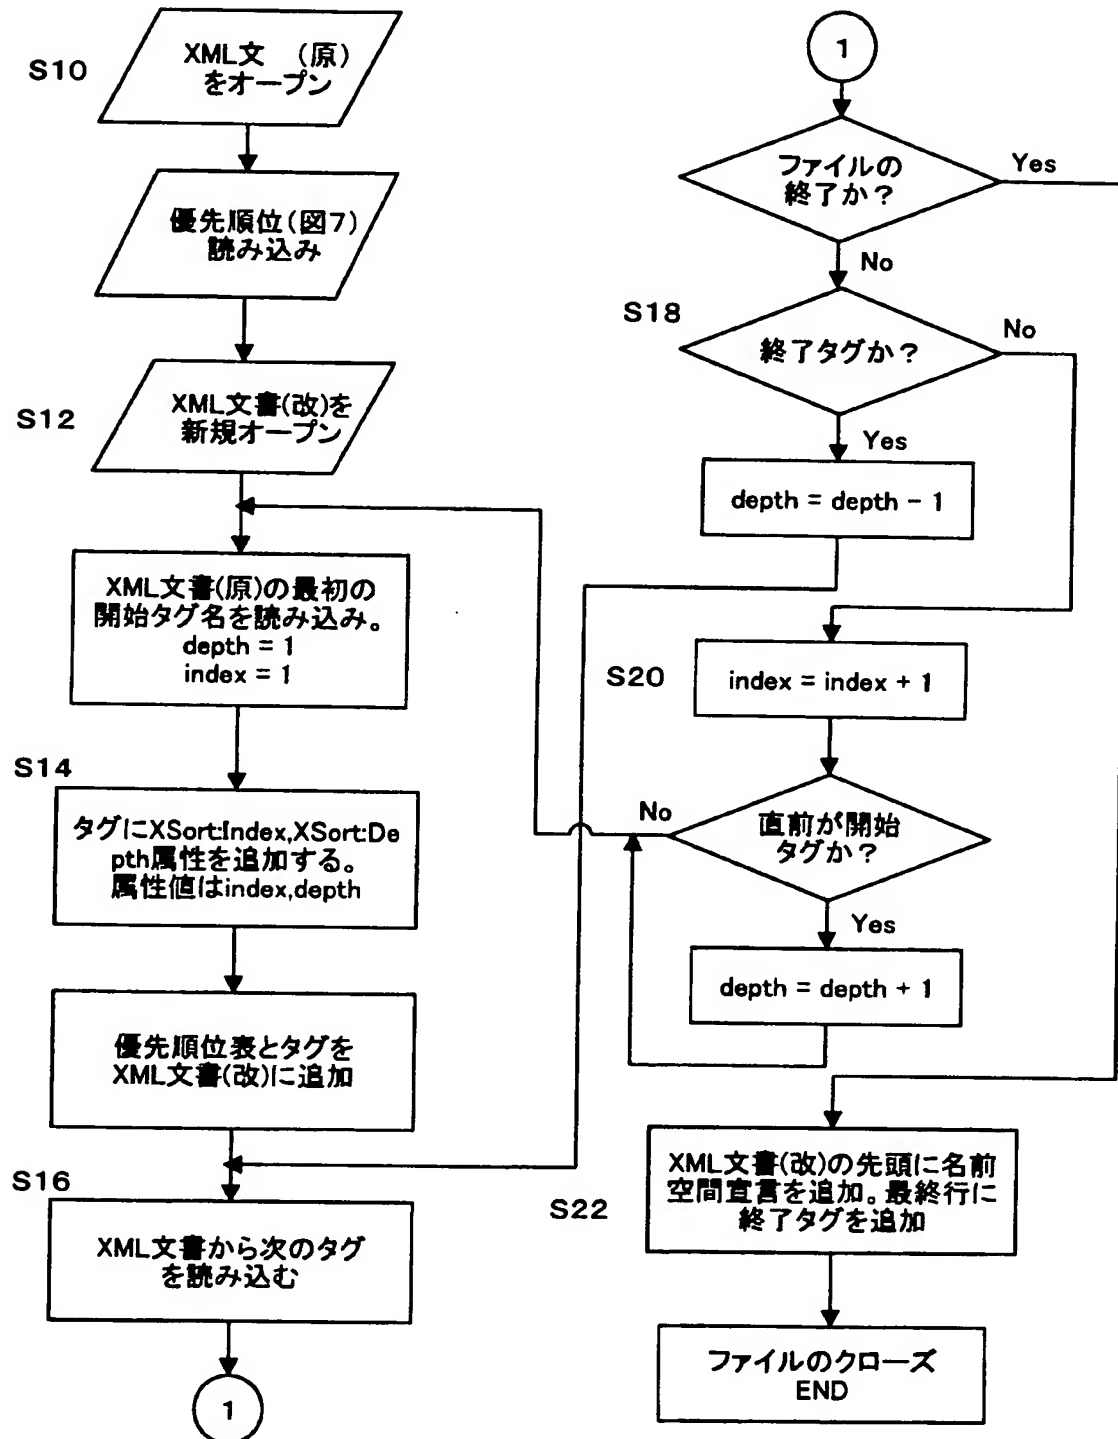 S10
XML文 (原)
をオープン
優先順位(図7)
読み込み
S12
XML文書(改)を
新規オープン
XML文書(原)の最初の
開始タグ名を読み込み。
depth = 1
index = 1
S14
タグにXSort:Index,XSort:De
pth属性を追加する。
属性値はindex,depth
優先順位表とタグを
XML文書(改)に追加
S16
XML文書から次のタグ
を読み込む
1
1
ファイルの
終了か?
Yes
No
S18
終了タグか?
No
Yes
depth = depth - 1
S20
index = index + 1
No
直前が開始
タグか?
Yes
depth = depth + 1
S22
XML文書(改)の先頭に名前
空間宣言を追加。最終行に
終了タグを追加
ファイルのクローズ
END